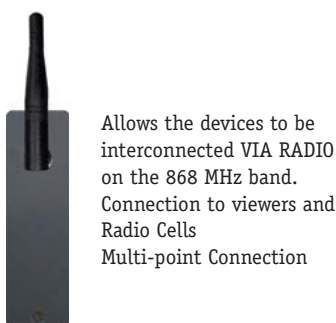 Allows the devices to be
interconnected VIA RADIO
on the 868 MHz band.
Connection to viewers and
Radio Cells
Multi-point Connection